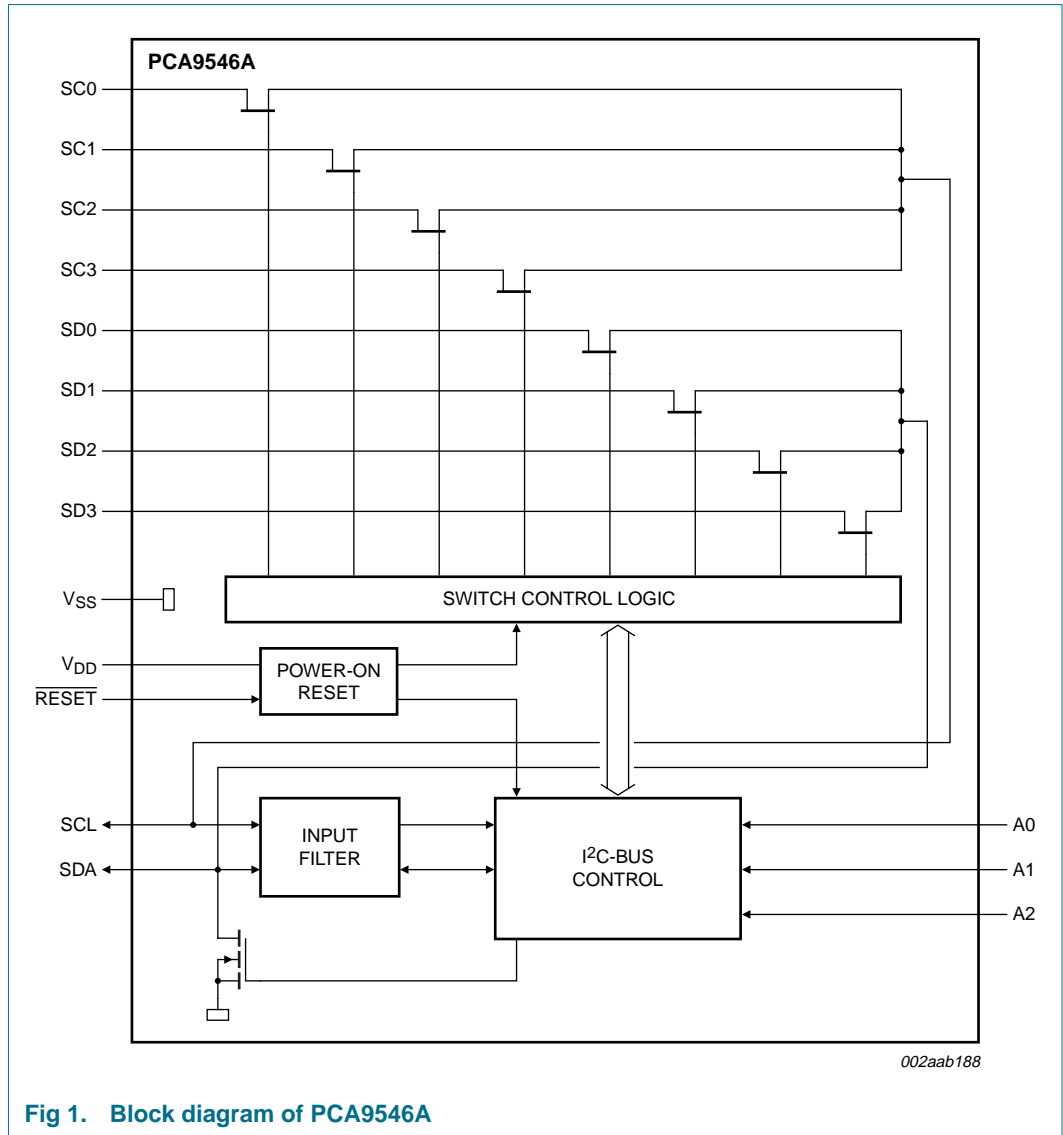 PCA9546A
SC0
SC1
SC2
SC3
SD0
SD1
SD2
SD3
VSS
SWITCH CONTROL LOGIC
VDD
RESET
POWER-ON
RESET
SCL
SDA
INPUT
FILTER
I²C-BUS
CONTROL
A0
A1
A2
002aab188
Fig 1. Block diagram of PCA9546A